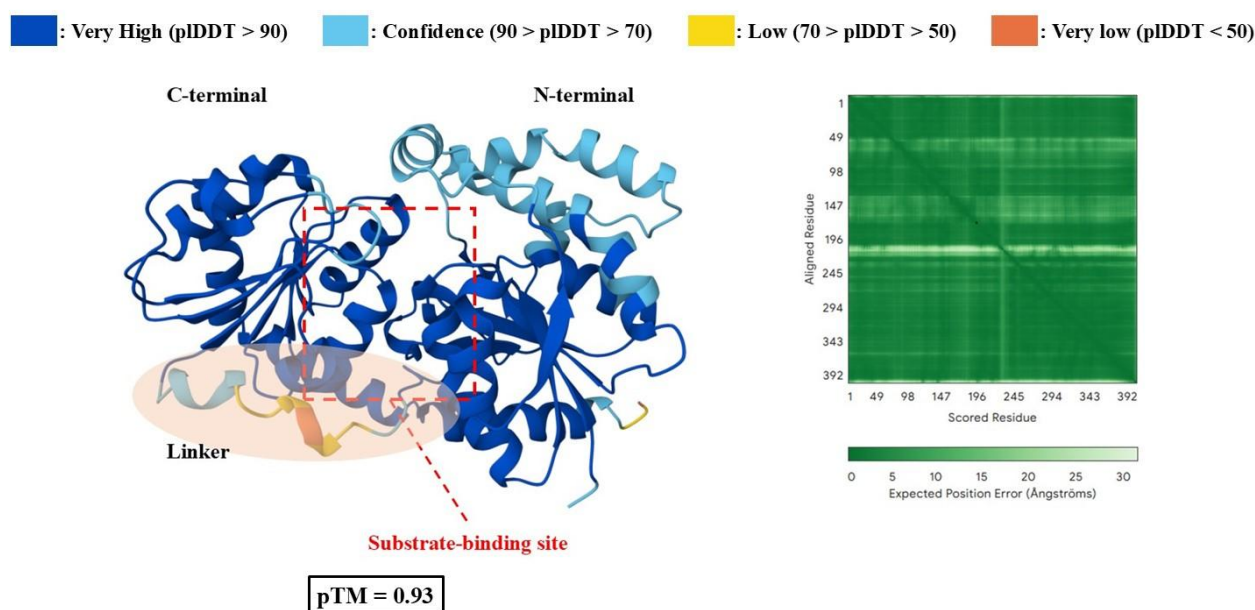 : Very High (plDDT > 90)
: Confidence (90 > plDDT > 70)
: Low (70 > plDDT > 50)
: Very low (plDDT < 50)
C-terminal
N-terminal
Linker
Substrate-binding site
pTM = 0.93
Aligned Residue
1
49
98
147
196
245
294
343
392
1 49 98 147 196 245 294 343 392
Scored Residue
0 5 10 15 20 25 30
Expected Position Error (Ångströms)